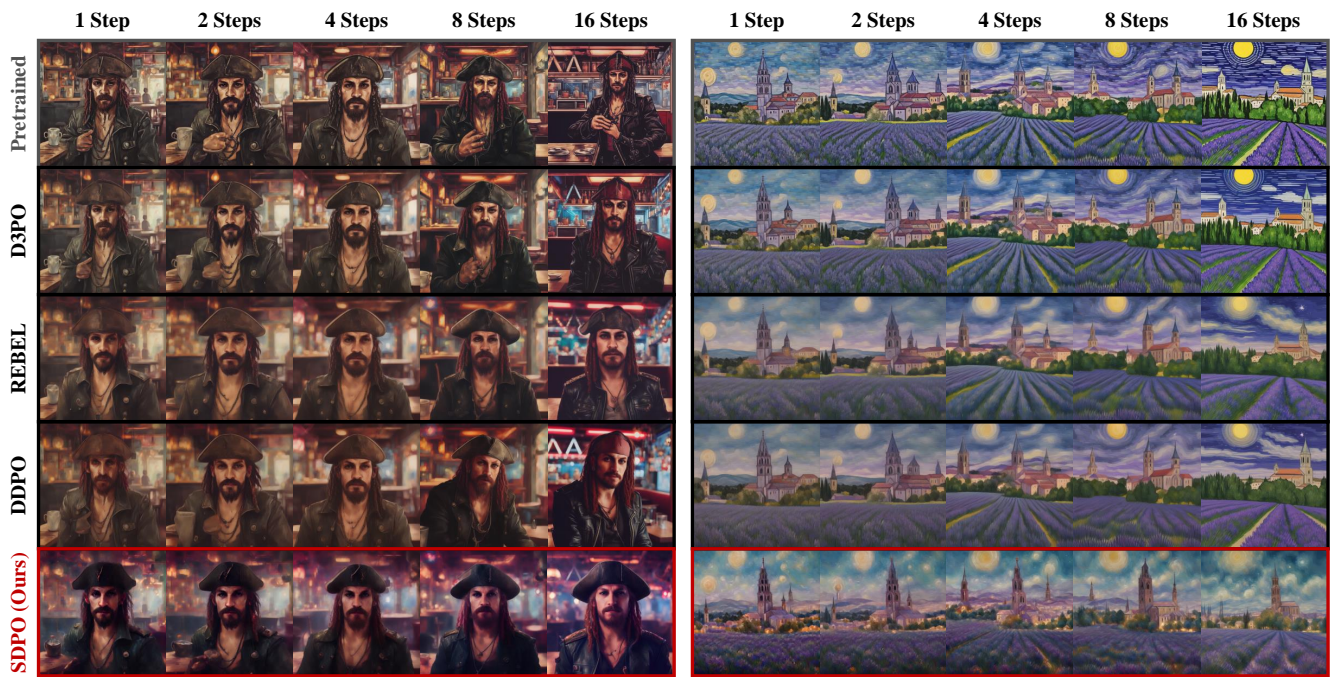 1 Step 2 Steps 4 Steps 8 Steps 16 Steps 1 Step 2 Steps 4 Steps 8 Steps 16 Steps
Pretrained
D3PO
REBEL
DDPO
SDPO (Ours)